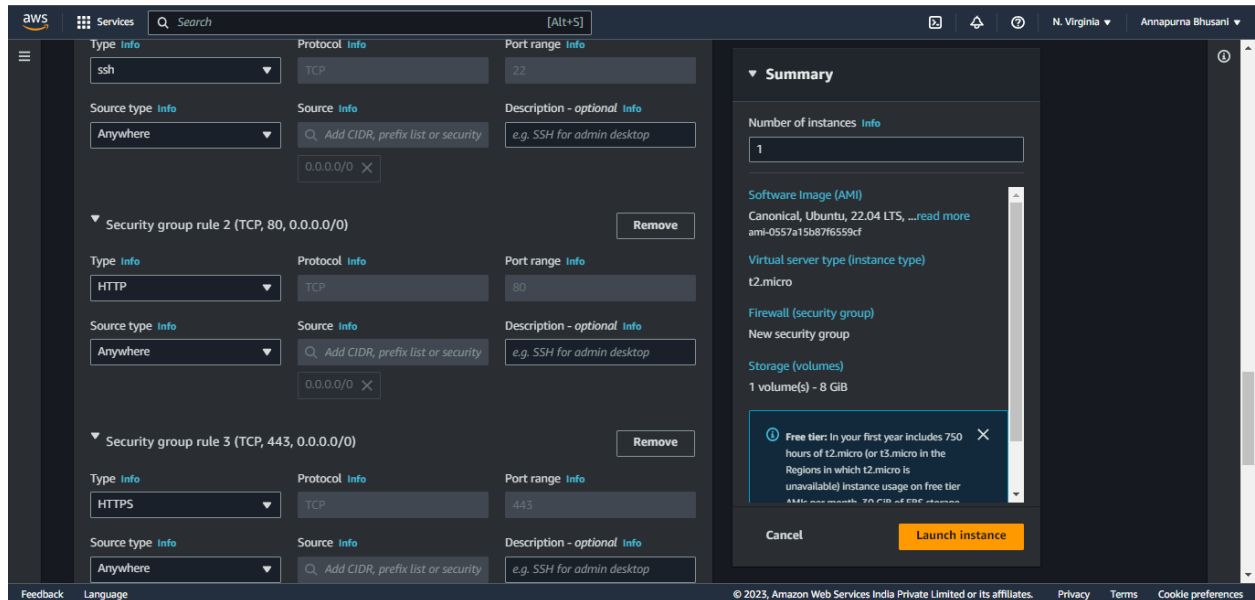 aws Services Search [Alt+S] N. Virginia Annapurna Bhusani
Type Info Protocol Info Port range Info
ssh TCP 22
Source type Info Source Info Description - optional Info
Anywhere Add CIDR, prefix list or security e.g. SSH for admin desktop
0.0.0.0/0
Security group rule 2 (TCP, 80, 0.0.0.0/0) Remove
Type Info Protocol Info Port range Info
HTTP TCP 80
Source type Info Source Info Description - optional Info
Anywhere Add CIDR, prefix list or security e.g. SSH for admin desktop
0.0.0.0/0
Security group rule 3 (TCP, 443, 0.0.0.0/0) Remove
Type Info Protocol Info Port range Info
HTTPS TCP 443
Source type Info Source Info Description - optional Info
Anywhere Add CIDR, prefix list or security e.g. SSH for admin desktop
Summary
Number of instances Info
1
Software Image (AMI)
Canonical, Ubuntu, 22.04 LTS, ...read more
ami-0557a15b87f6559cf
Virtual server type (instance type)
t2.micro
Firewall (security group)
New security group
Storage (volumes)
1 volume(s) - 8 GiB
Free tier: In your first year includes 750
hours of t2.micro (or t3.micro in the
Regions in which t2.micro is
unavailable) instance usage on free tier
AMIs per month, 30 GiB of EBS storage
Cancel Launch instance
Feedback Language © 2023, Amazon Web Services India Private Limited or its affiliates. Privacy Terms Cookie preferences